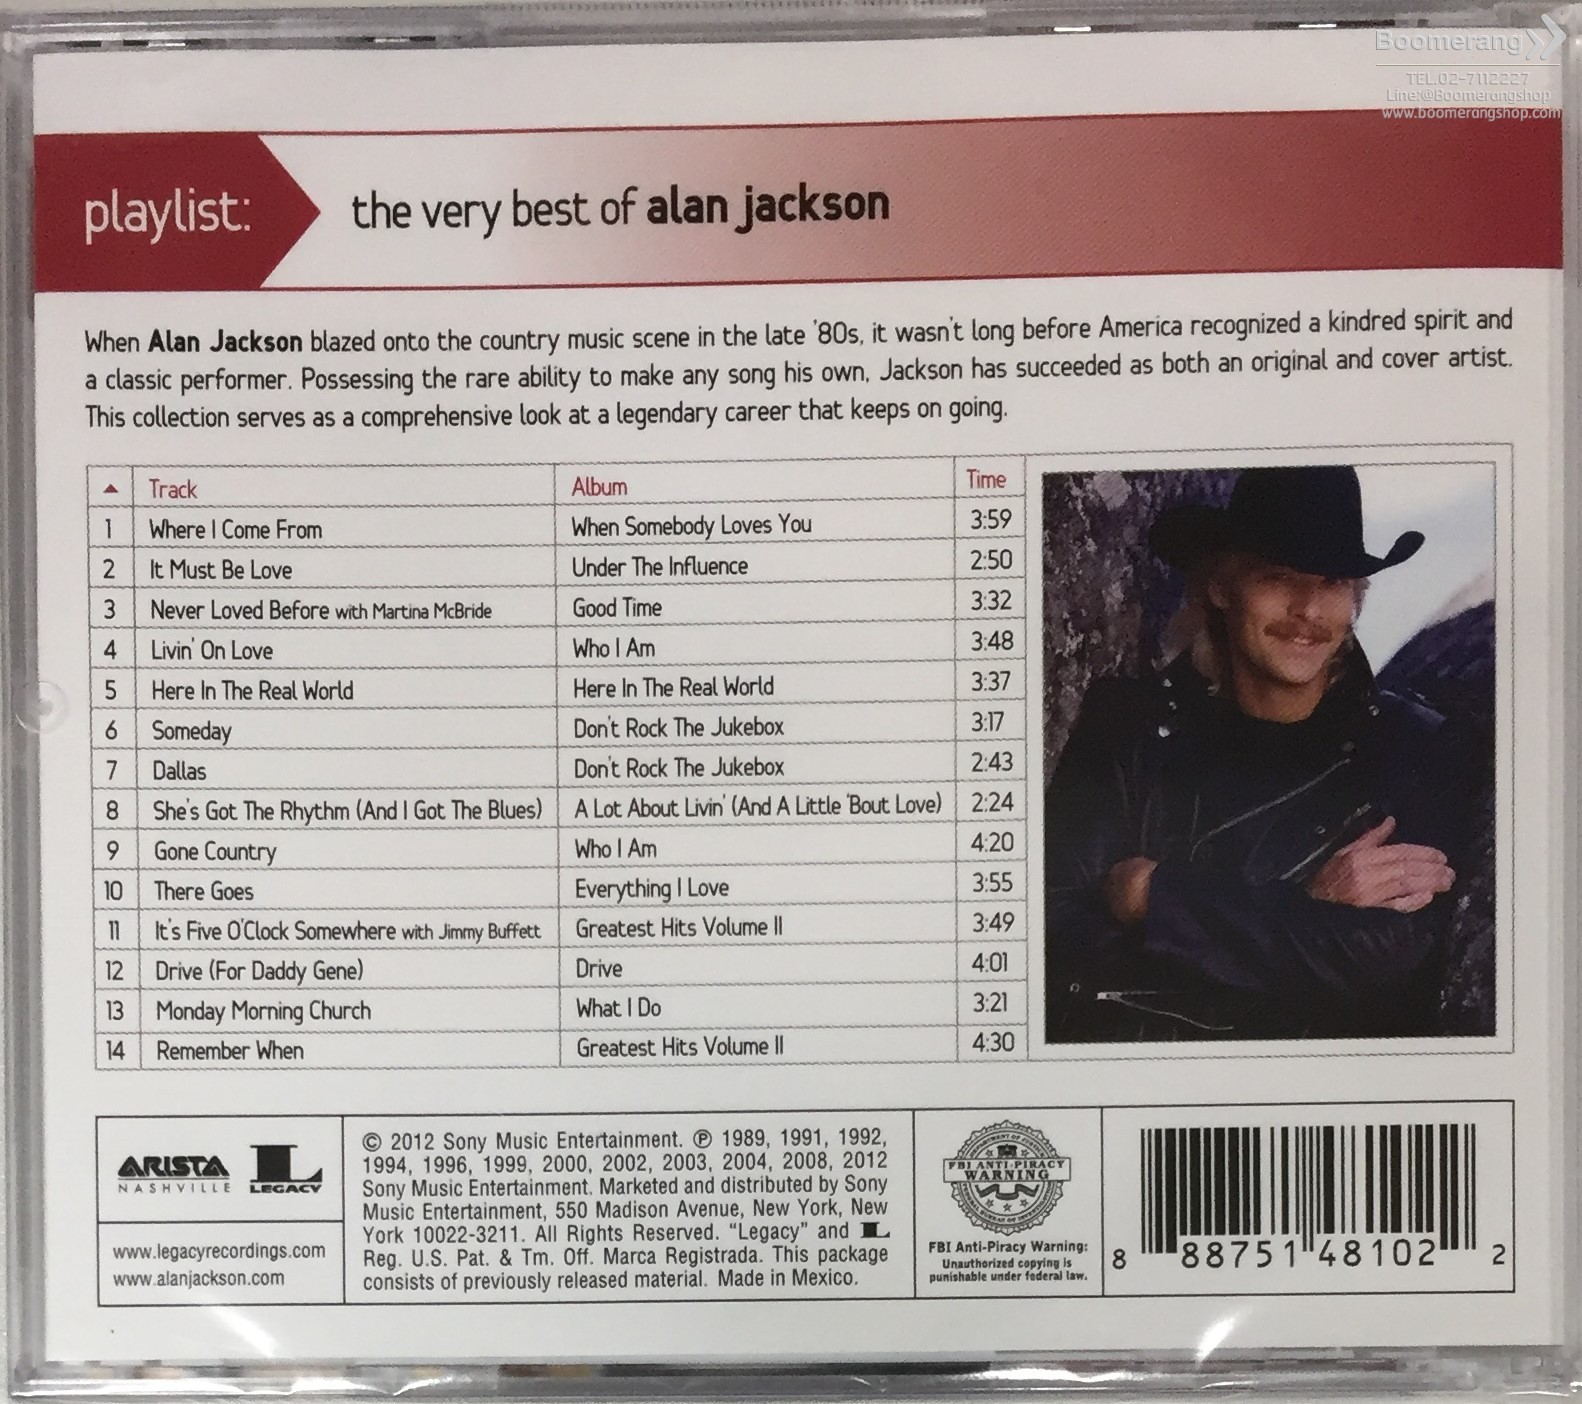 Boomerang
TEL.02-7112227
Line:@Boomerangshop
www.boomerangshop.com
playlist: the very best of alan jackson
When Alan Jackson blazed onto the country music scene in the late '80s, it wasn't long before America recognized a kindred spirit and
a classic performer. Possessing the rare ability to make any song his own, Jackson has succeeded as both an original and cover artist.
This collection serves as a comprehensive look at a legendary career that keeps on going.
Track Album Time
1 Where I Come From When Somebody Loves You 3:59
2 It Must Be Love Under The Influence 2:50
3 Never Loved Before with Martina McBride Good Time 3:32
4 Livin' On Love Who I Am 3:48
5 Here In The Real World Here In The Real World 3:37
6 Someday Don't Rock The Jukebox 3:17
7 Dallas Don't Rock The Jukebox 2:43
8 She's Got The Rhythm (And I Got The Blues) A Lot About Livin' (And A Little 'Bout Love) 2:24
9 Gone Country Who I Am 4:20
10 There Goes Everything I Love 3:55
11 It's Five O'Clock Somewhere with Jimmy Buffett Greatest Hits Volume II 3:49
12 Drive (For Daddy Gene) Drive 4:01
13 Monday Morning Church What I Do 3:21
14 Remember When Greatest Hits Volume II 4:30
ARISTA
NASHVILLE
L
LEGACY
www.legacyrecordings.com
www.alanjackson.com
© 2012 Sony Music Entertainment. ℗ 1989, 1991, 1992,
1994, 1996, 1999, 2000, 2002, 2003, 2004, 2008, 2012
Sony Music Entertainment. Marketed and distributed by Sony
Music Entertainment, 550 Madison Avenue, New York, New
York 10022-3211. All Rights Reserved. "Legacy" and L
Reg. U.S. Pat. & Tm. Off. Marca Registrada. This package
consists of previously released material. Made in Mexico.
FBI ANTI-PIRACY
WARNING
FBI Anti-Piracy Warning:
Unauthorized copying is
punishable under federal law.
8 88751 48102 2